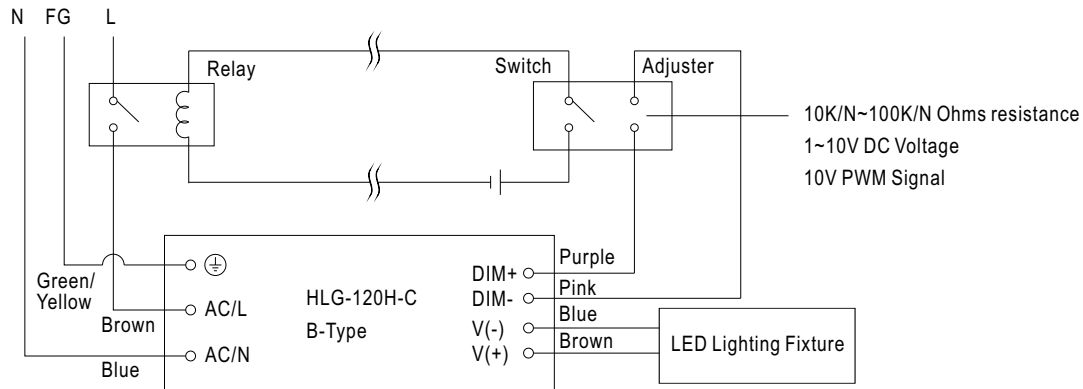 N FG L
Relay
Switch
Adjuster
10K/N~100K/N Ohms resistance
1~10V DC Voltage
10V PWM Signal
Green/
Yellow
Brown
Blue
AC/L
AC/N
HLG-120H-C
B-Type
DIM+
DIM-
V(-)
V(+)
Purple
Pink
Blue
Brown
LED Lighting Fixture